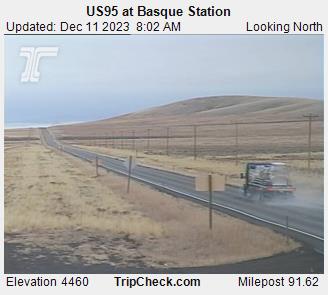 US95 at Basque Station
Updated: Dec 11 2023 8:02 AM Looking North
Elevation 4460 TripCheck.com Milepost 91.62